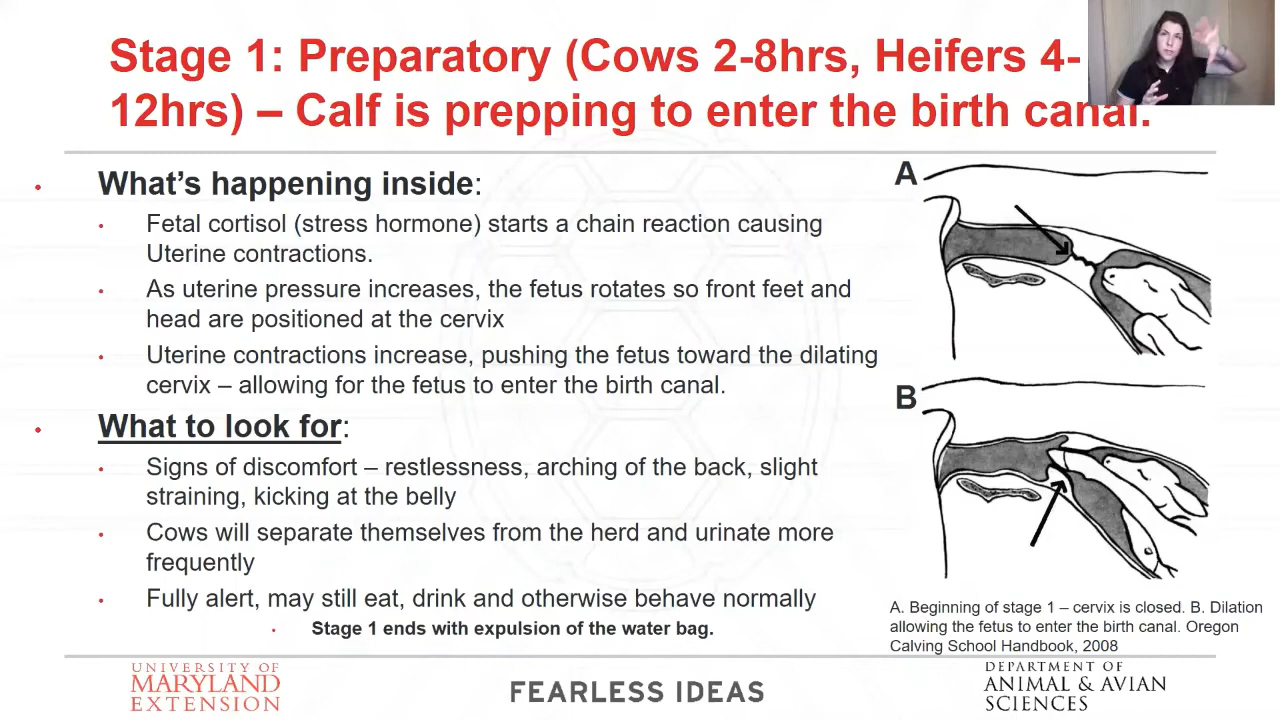 Stage 1: Preparatory (Cows 2-8hrs, Heifers 4-
12hrs) – Calf is prepping to enter the birth canal.
What's happening inside:
Fetal cortisol (stress hormone) starts a chain reaction causing
Uterine contractions.
As uterine pressure increases, the fetus rotates so front feet and
head are positioned at the cervix
Uterine contractions increase, pushing the fetus toward the dilating
cervix – allowing for the fetus to enter the birth canal.
What to look for:
Signs of discomfort – restlessness, arching of the back, slight
straining, kicking at the belly
Cows will separate themselves from the herd and urinate more
frequently
Fully alert, may still eat, drink and otherwise behave normally
Stage 1 ends with expulsion of the water bag.
A
B
A. Beginning of stage 1 – cervix is closed. B. Dilation
allowing the fetus to enter the birth canal. Oregon
Calving School Handbook, 2008
UNIVERSITY OF
MARYLAND
EXTENSION
FEARLESS IDEAS
DEPARTMENT OF
ANIMAL & AVIAN
SCIENCES